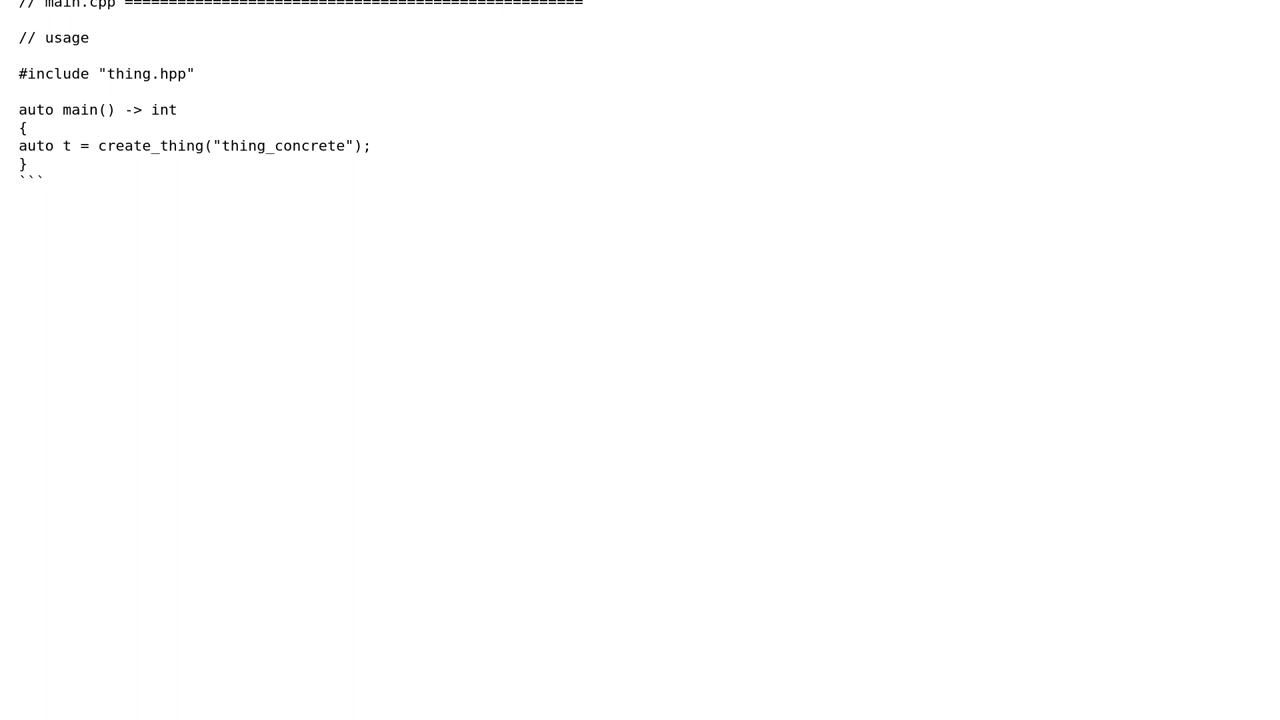 // main.cpp ====================================================
// usage
#include "thing.hpp"
auto main() -> int
{
auto t = create_thing("thing_concrete");
}
```